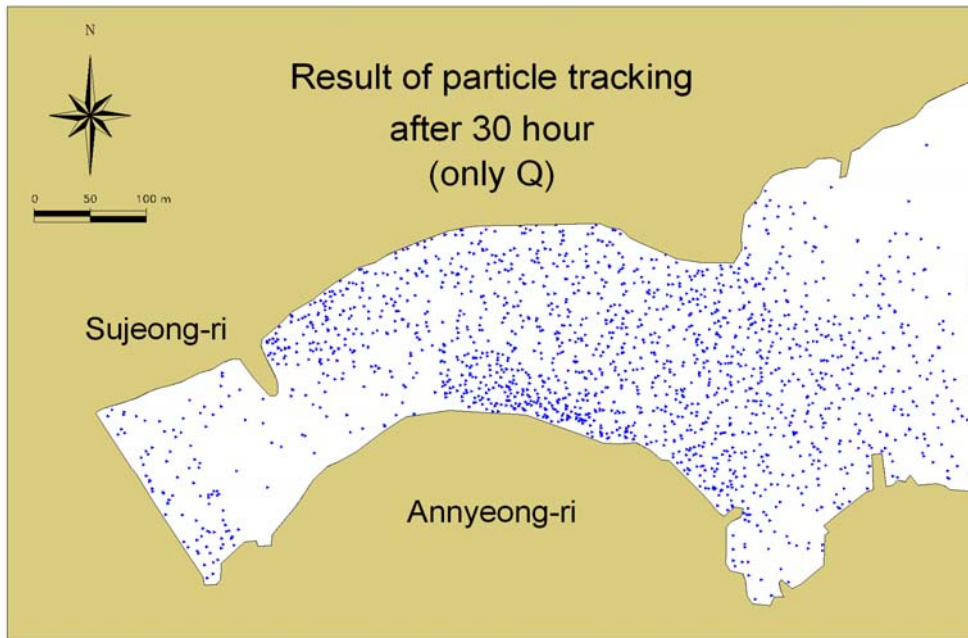 N
Result of particle tracking
after 30 hour
(only Q)
0 50 100 m
Sujeong-ri
Annyeong-ri